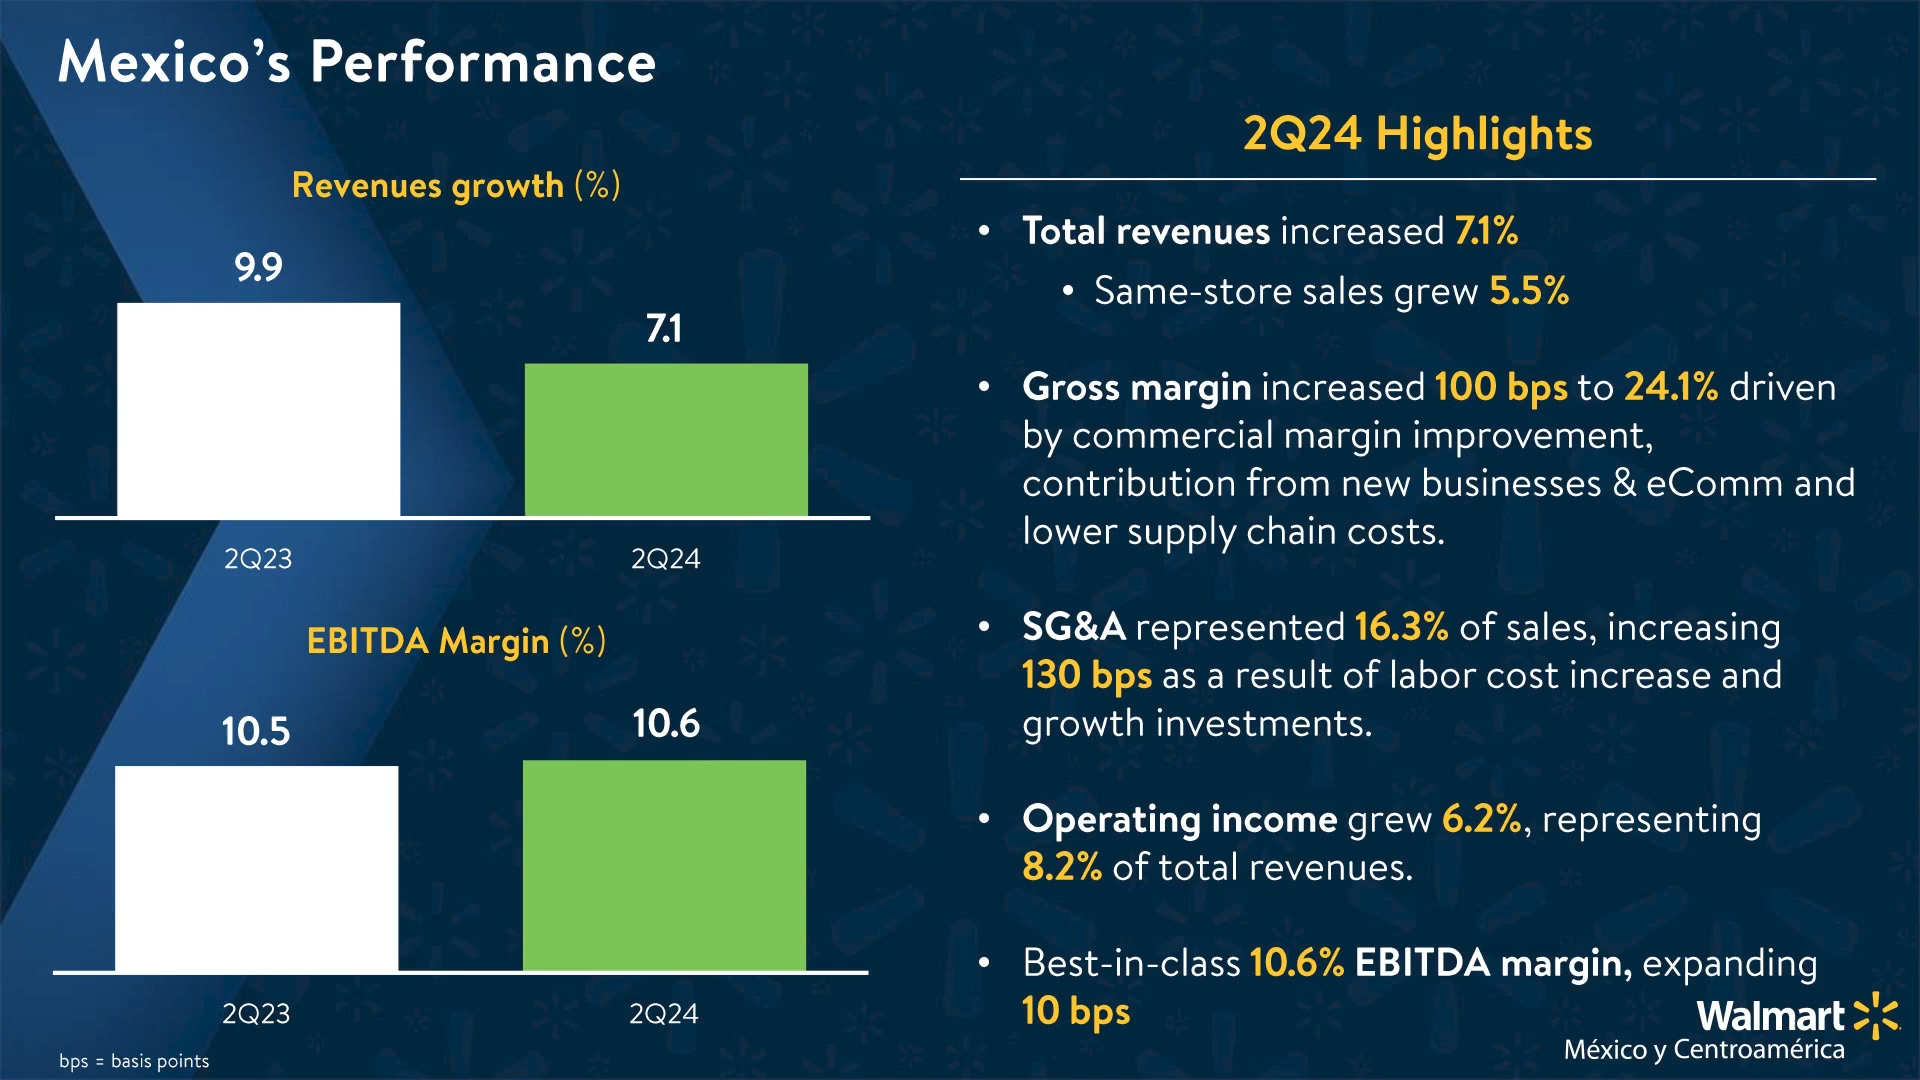 Mexico's Performance
Revenues growth (%)
9.9
7.1
2Q23
2Q24
EBITDA Margin (%)
10.5
10.6
2Q23
2Q24
bps = basis points
2Q24 Highlights
• Total revenues increased 7.1%
• Same-store sales grew 5.5%
• Gross margin increased 100 bps to 24.1% driven
by commercial margin improvement,
contribution from new businesses & eComm and
lower supply chain costs.
• SG&A represented 16.3% of sales, increasing
130 bps as a result of labor cost increase and
growth investments.
• Operating income grew 6.2%, representing
8.2% of total revenues.
• Best-in-class 10.6% EBITDA margin, expanding
10 bps
Walmart
México y Centroamérica